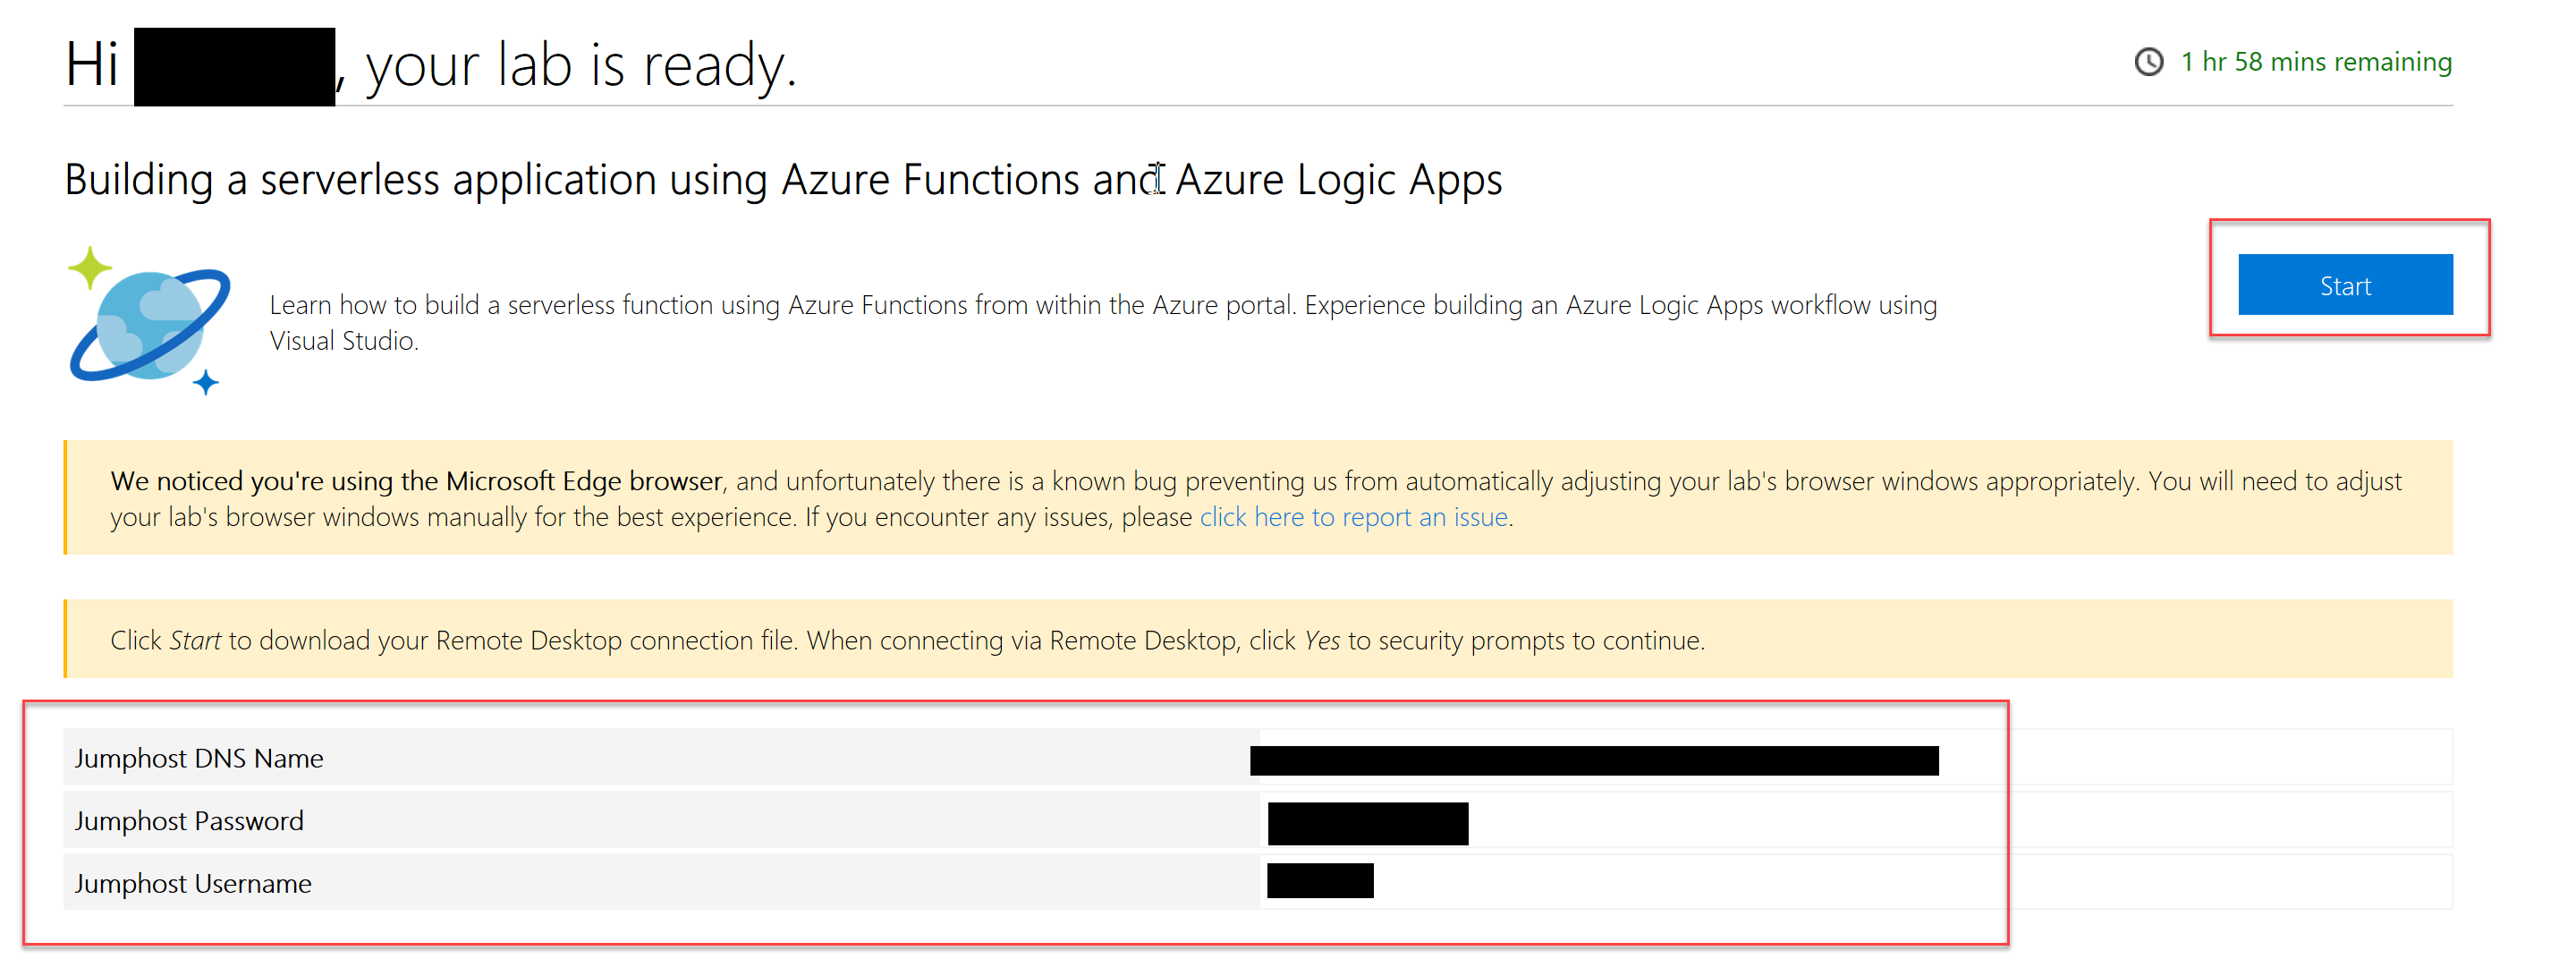 Hi , your lab is ready.
1 hr 58 mins remaining
Building a serverless application using Azure Functions and Azure Logic Apps
Learn how to build a serverless function using Azure Functions from within the Azure portal. Experience building an Azure Logic Apps workflow using
Visual Studio.
Start
We noticed you're using the Microsoft Edge browser, and unfortunately there is a known bug preventing us from automatically adjusting your lab's browser windows appropriately. You will need to adjust
your lab's browser windows manually for the best experience. If you encounter any issues, please click here to report an issue.
Click Start to download your Remote Desktop connection file. When connecting via Remote Desktop, click Yes to security prompts to continue.
Jumphost DNS Name
Jumphost Password
Jumphost Username